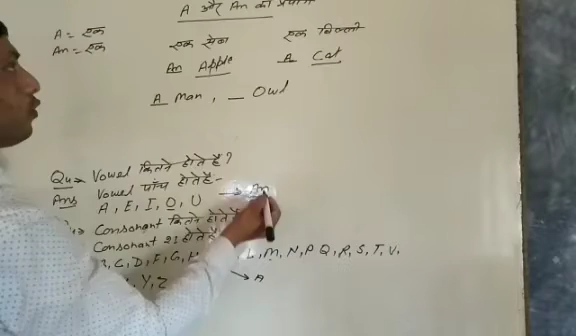 A और An का प्रयोग
A = एक
An = एक
एक सेब एक बिल्ली
An Apple A Cat
A Man, _ Owl
Qu> Vowel कितने होते हैं?
Ans Vowel पाँच होते हैं-
A, E, I, O, U → An
Consonant कितने होते हैं
Consonant 21 होते हैं
C, D, F, G, H M, N, P Q, R, S, T, V,
Y, Z → A